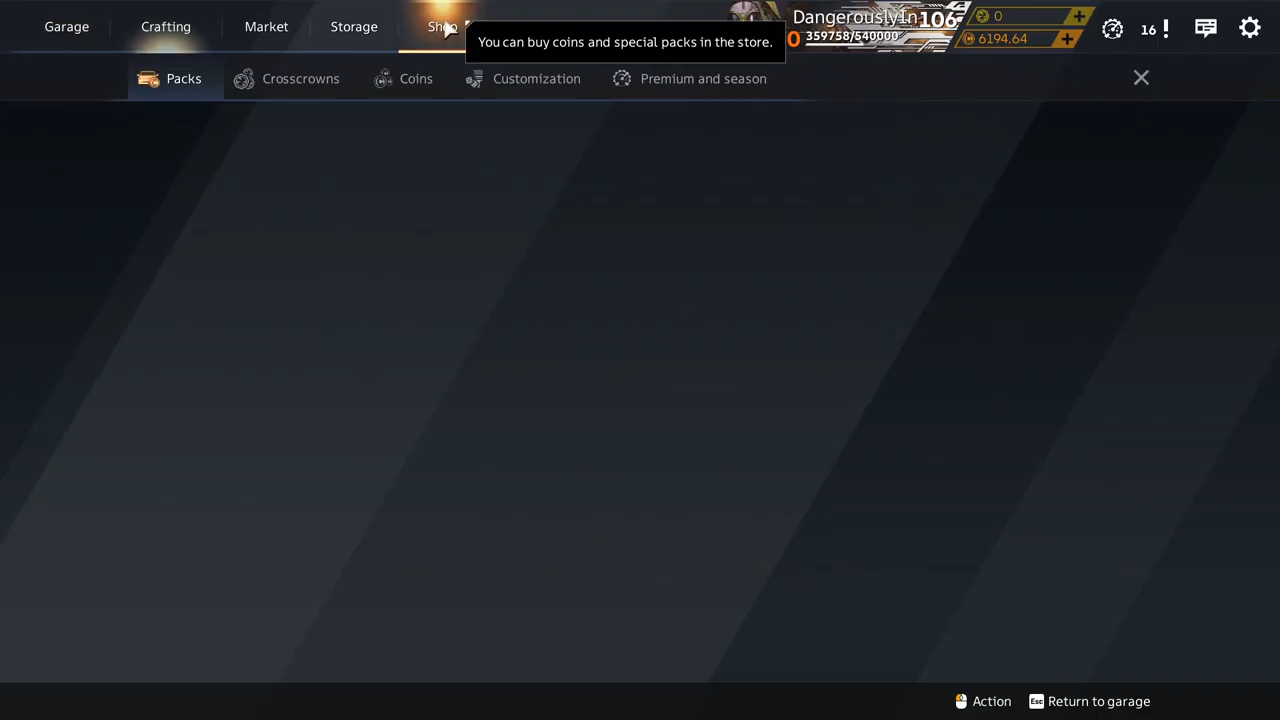 Garage
Crafting
Market
Storage
You can buy coins and special packs in the store.
DangerouslyIn
106
359758/540000
0
6194.64
16 !
Packs
Crosscrowns
Coins
Customization
Premium and season
Action
Esc Return to garage